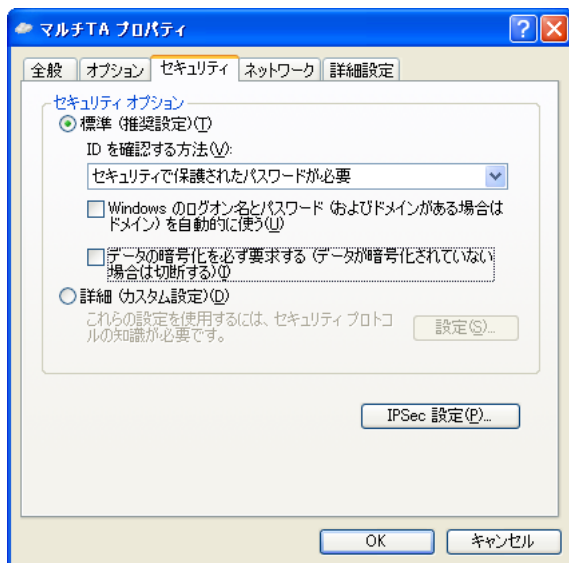 マルチTA プロパティ
全般 オプション セキュリティ ネットワーク 詳細設定
セキュリティ オプション
標準 (推奨設定)(T)
ID を確認する方法(V):
セキュリティで保護されたパスワードが必要
Windows のログオン名とパスワード (およびドメインがある場合は
ドメイン) を自動的に使う(U)
データの暗号化を必ず要求する (データが暗号化されていない
場合は切断する)(I)
詳細 (カスタム設定)(D)
これらの設定を使用するには、セキュリティ プロトコ
ルの知識が必要です。
設定(S)...
IPSec 設定(P)...
OK キャンセル